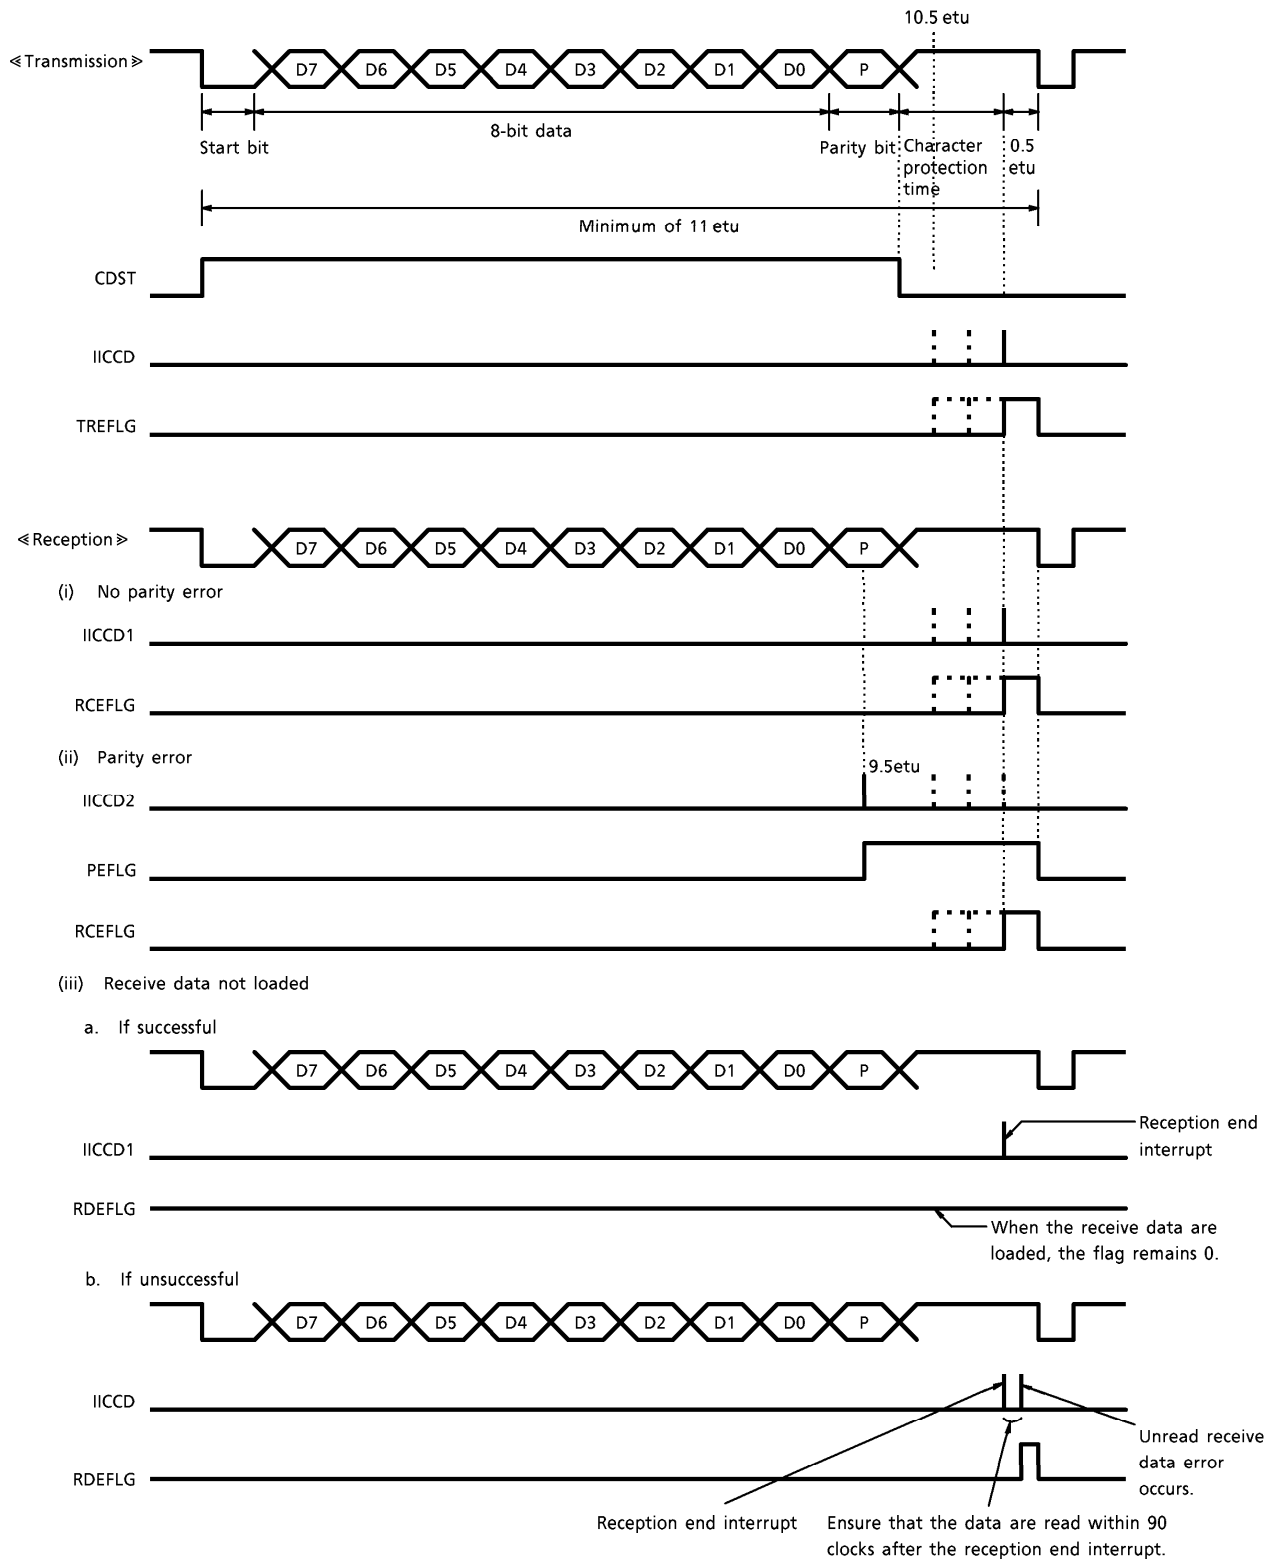 10.5 etu
≪Transmission≫
D7 D6 D5 D4 D3 D2 D1 D0 P
Start bit
8-bit data
Parity bit
Character
protection
time
0.5
etu
Minimum of 11 etu
CDST
IICCD
TREFLG
≪Reception≫
D7 D6 D5 D4 D3 D2 D1 D0 P
(i) No parity error
IICCD1
RCEFLG
(ii) Parity error
9.5etu
IICCD2
PEFLG
RCEFLG
(iii) Receive data not loaded
a. If successful
D7 D6 D5 D4 D3 D2 D1 D0 P
Reception end
interrupt
IICCD1
RDEFLG
When the receive data are
loaded, the flag remains 0.
b. If unsuccessful
D7 D6 D5 D4 D3 D2 D1 D0 P
IICCD
Unread receive
data error
occurs.
RDEFLG
Reception end interrupt
Ensure that the data are read within 90
clocks after the reception end interrupt.